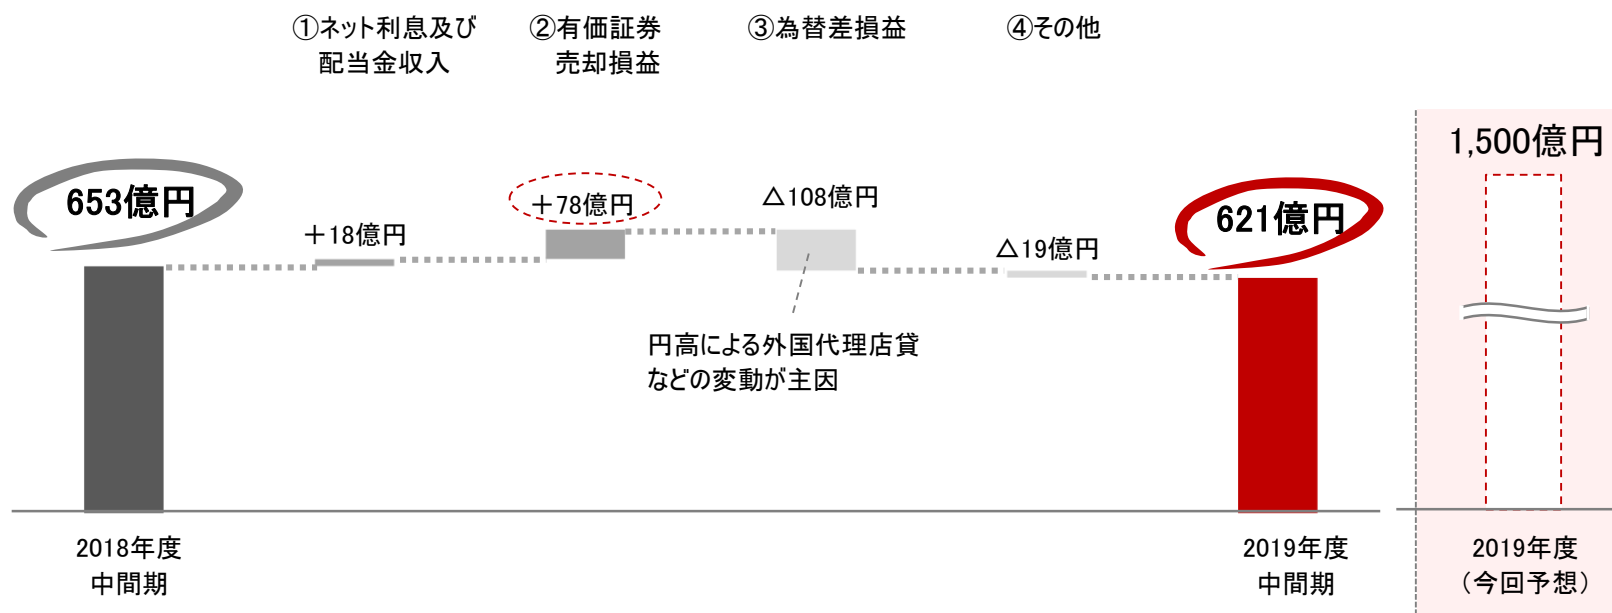 ①ネット利息及び
配当金収入
②有価証券
売却損益
③為替差損益
④その他
653億円
＋18億円
＋78億円
△108億円
△19億円
621億円
1,500億円
円高による外国代理店貸
などの変動が主因
2018年度
中間期
2019年度
中間期
2019年度
（今回予想）